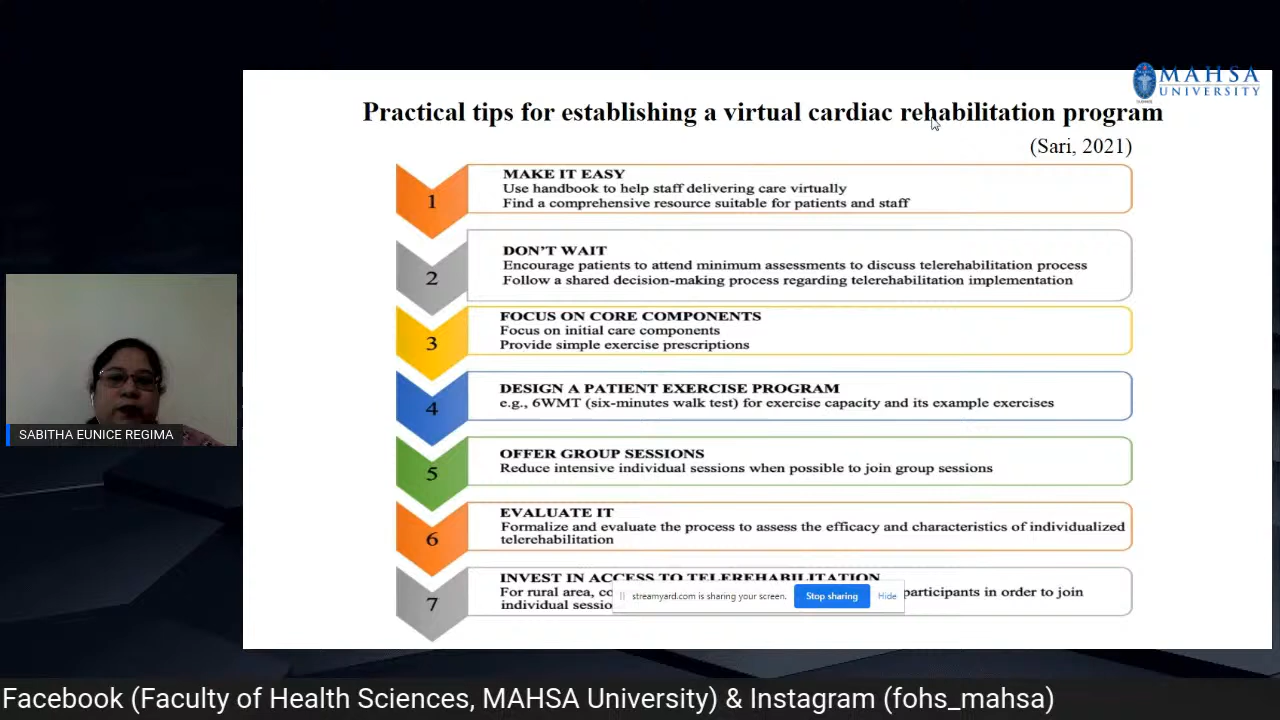 MAHSA
UNIVERSITY
Practical tips for establishing a virtual cardiac rehabilitation program
(Sari, 2021)
1
MAKE IT EASY
Use handbook to help staff delivering care virtually
Find a comprehensive resource suitable for patients and staff
2
DON'T WAIT
Encourage patients to attend minimum assessments to discuss telerehabilitation process
Follow a shared decision-making process regarding telerehabilitation implementation
3
FOCUS ON CORE COMPONENTS
Focus on initial care components
Provide simple exercise prescriptions
4
DESIGN A PATIENT EXERCISE PROGRAM
e.g., 6WMT (six-minutes walk test) for exercise capacity and its example exercises
5
OFFER GROUP SESSIONS
Reduce intensive individual sessions when possible to join group sessions
6
EVALUATE IT
Formalize and evaluate the process to assess the efficacy and characteristics of individualized
telerehabilitation
7
INVEST IN ACCESS TO TELEREHABILITATION
For rural area, participants in order to join
individual
streamyard.com is sharing your screen.
Stop sharing
Hide
SABITHA EUNICE REGIMA
Facebook (Faculty of Health Sciences, MAHSA University) & Instagram (fohs_mahsa)